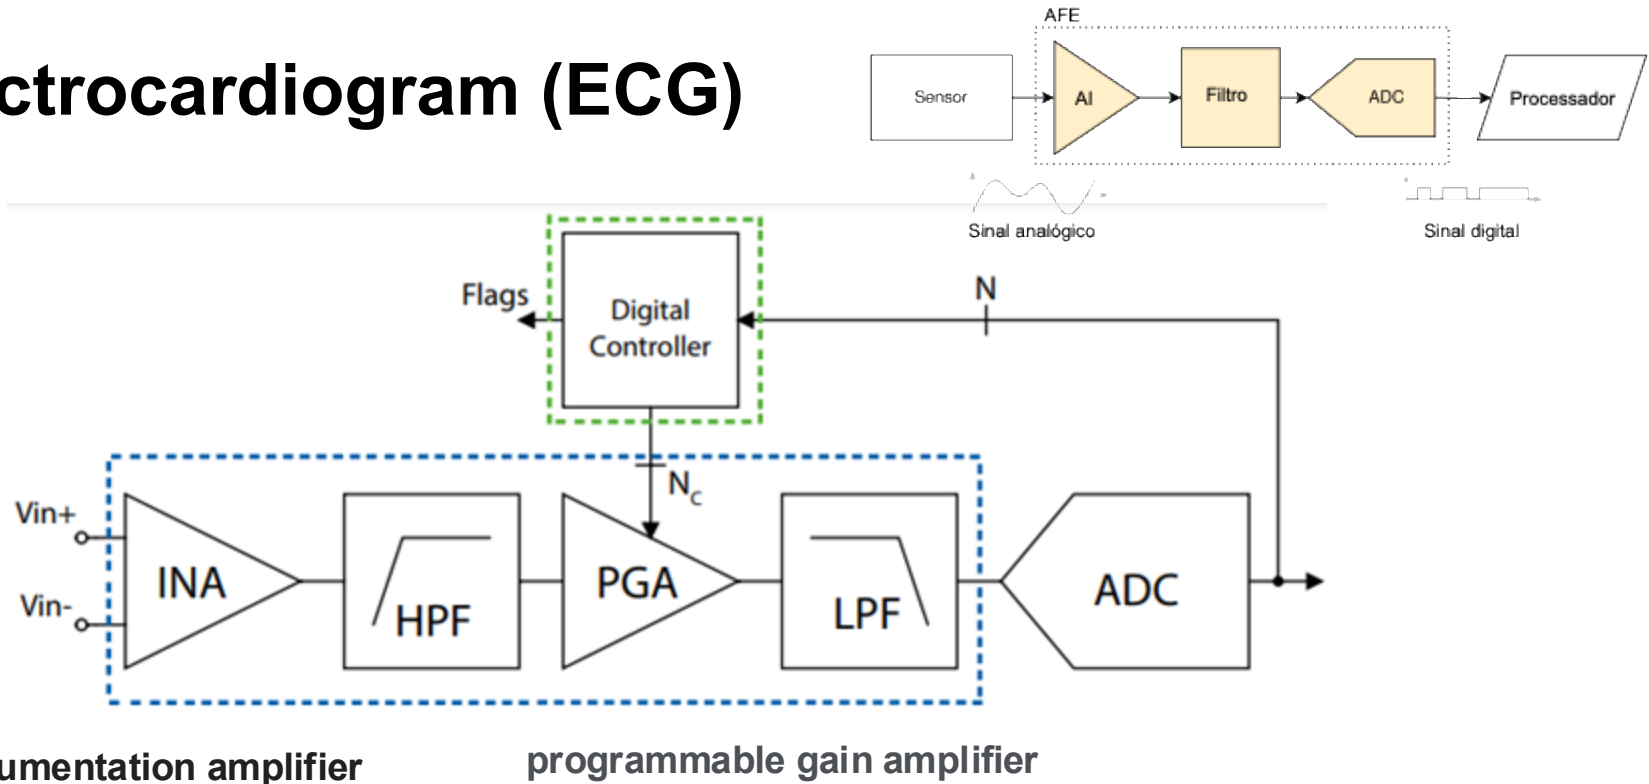 ctrocardiogram (ECG)
AFE
Sensor
AI
Filtro
ADC
Processador
Sinal analógico
Sinal digital
Flags
Digital
Controller
N
Nc
Vin+
Vin-
INA
HPF
PGA
LPF
ADC
umentation amplifier
programmable gain amplifier